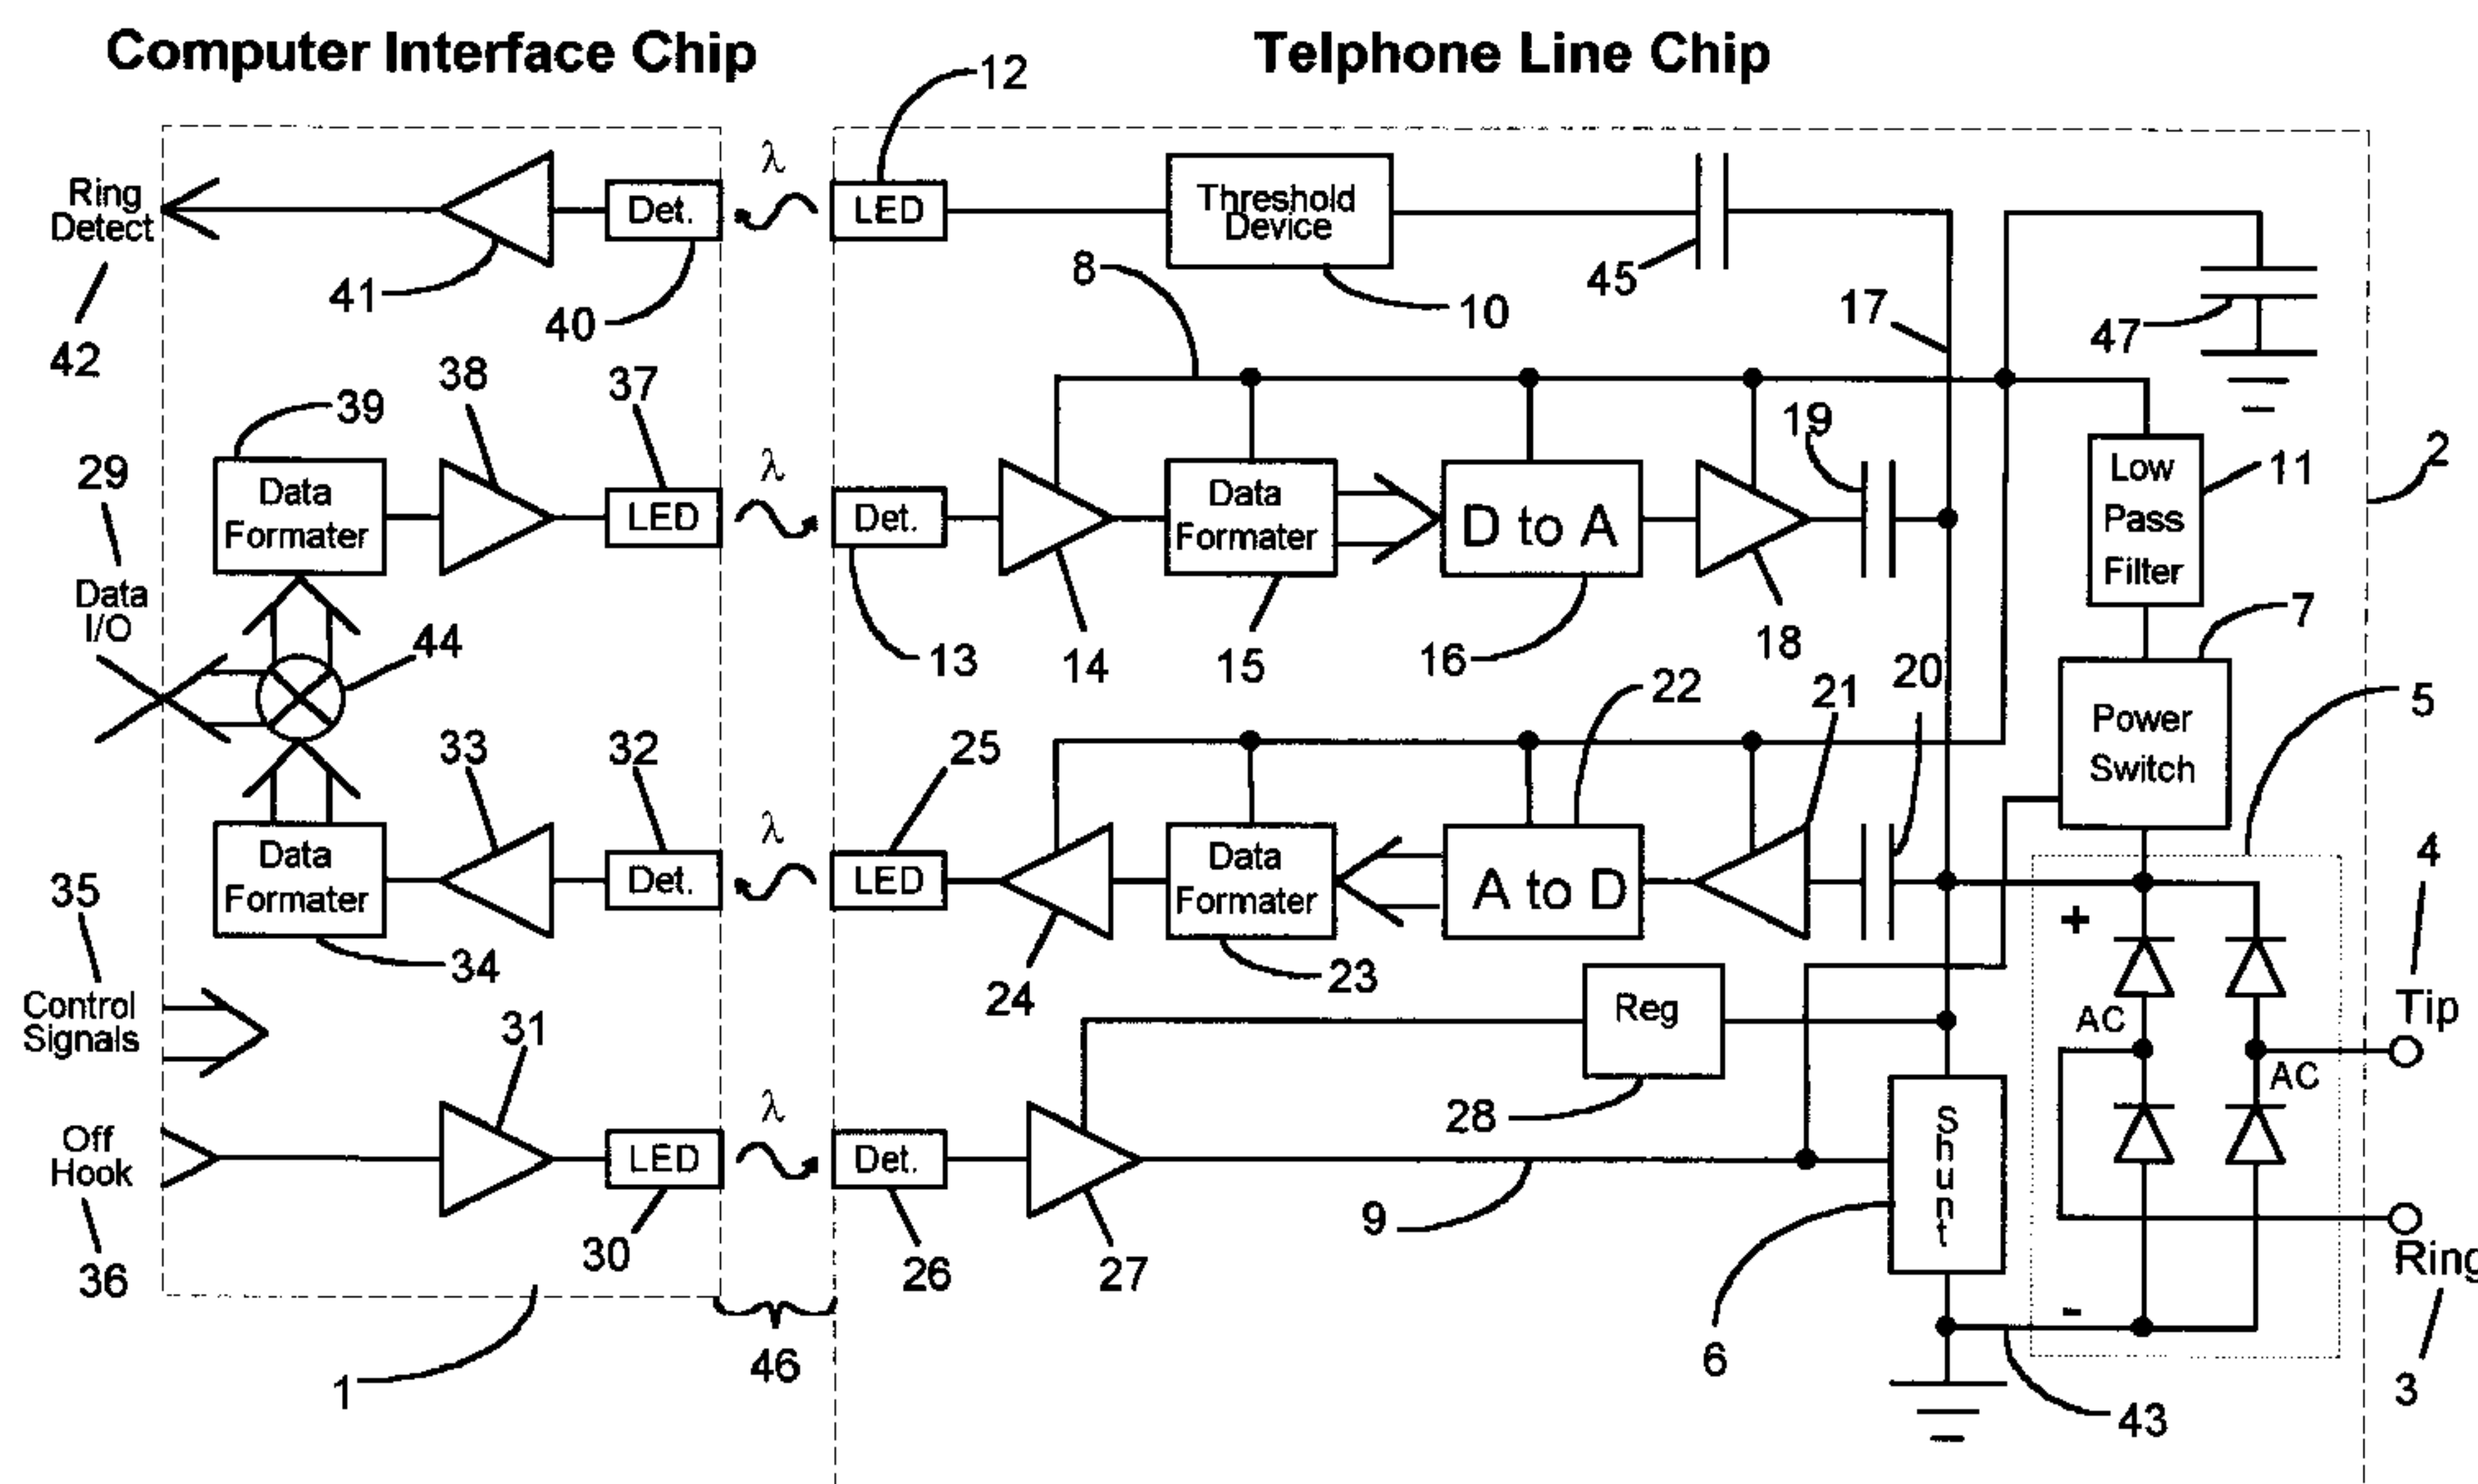 Computer Interface Chip
Telphone Line Chip
12
λ
Ring
Detect
Det.
LED
Threshold
Device
41
40
42
8
10
45
17
47
39
38
37
19
2
29
Data
Formater
LED
λ
Det.
Data
Formater
D to A
Low
Pass
Filter
11
Data
I/O
44
13
14
15
16
18
7
20
22
21
Power
Switch
5
33
32
25
4
35
Data
Formater
Det.
λ
LED
Data
Formater
A to D
+
34
24
23
Control
Signals
31
Reg
AC
Tip
AC
28
Off
Hook
LED
λ
Det.
Shunt
36
30
26
27
9
Ring
6
-
1
46
3
43